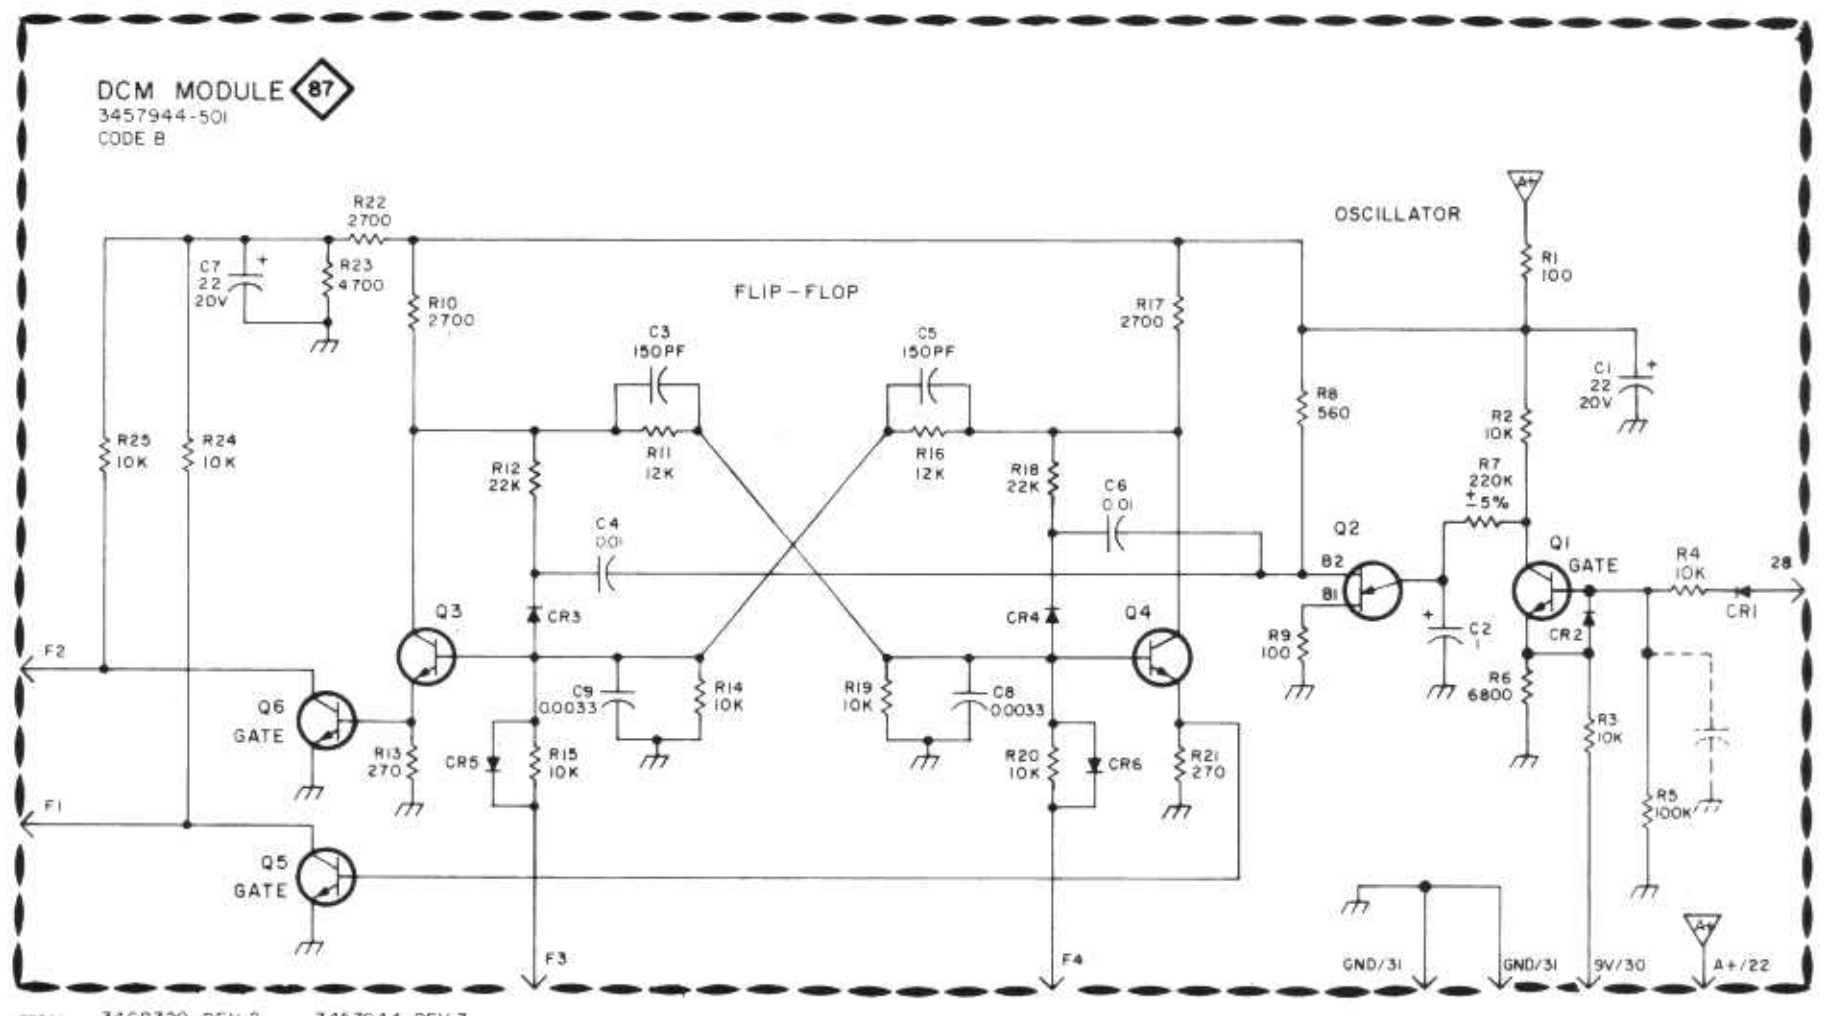 DCM MODULE 87
3457944-501
CODE B
R22
2700
OSCILLATOR
A+
C7
22
20V
+
R23
4700
R10
2700
FLIP-FLOP
R17
2700
R1
100
C3
150PF
C5
150PF
R8
560
C1
22
20V
+
R2
10K
R25
10K
R24
10K
R12
22K
R11
12K
R16
12K
R18
22K
C6
0.01
R7
220K
±5%
C4
0.01
Q2
B2
B1
Q1
GATE
R4
10K
28
CR1
Q3
CR3
CR4
Q4
R9
100
+
C2
1
CR2
F2
Q6
GATE
C9
0.0033
R14
10K
R19
10K
C8
0.0033
R6
6800
R13
270
CR5
R15
10K
R20
10K
CR6
R21
270
R3
10K
R5
100K
F1
Q5
GATE
F3
F4
GND/31
GND/31
9V/30
A+
A+/22